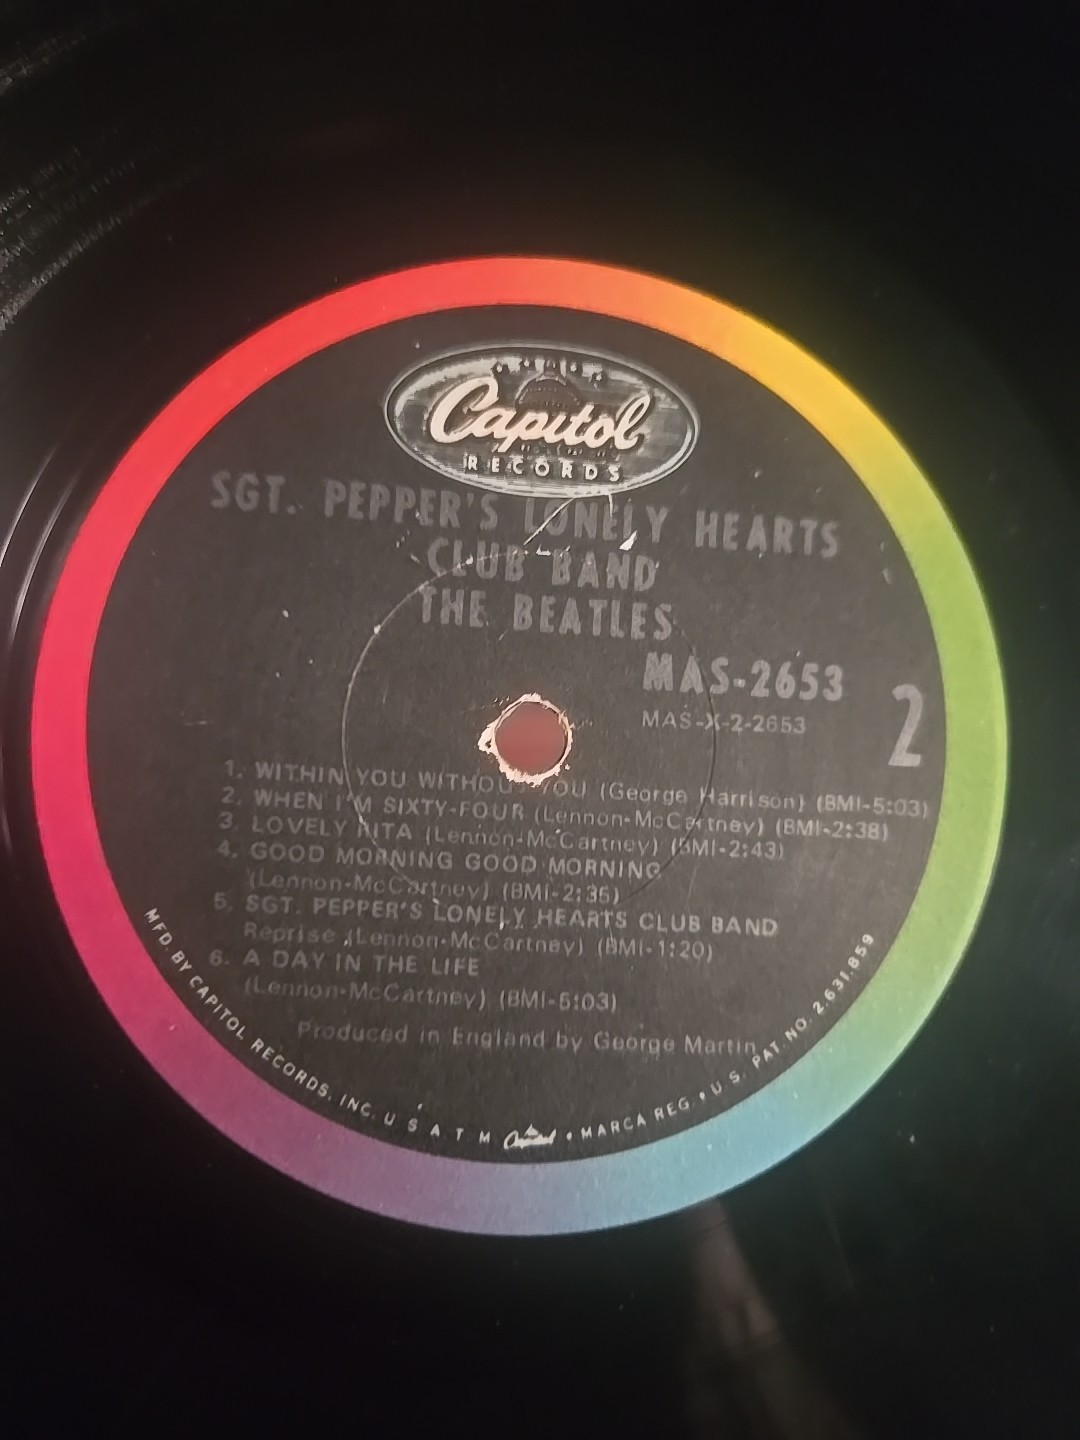 Capitol
RECORDS
SGT. PEPPER'S LONELY HEARTS
CLUB BAND
THE BEATLES
MAS-2653
MAS-X-2-2653
2
1. WITHIN YOU WITHOUT YOU (George Harrison) (BMI-5:03)
2. WHEN I'M SIXTY-FOUR (Lennon-McCartney) (BMI-2:38)
3. LOVELY RITA (Lennon-McCartney) (BMI-2:43)
4. GOOD MORNING GOOD MORNING
(Lennon-McCartney) (BMI-2:35)
5. SGT. PEPPER'S LONELY HEARTS CLUB BAND
Reprise (Lennon-McCartney) (BMI-1:20)
6. A DAY IN THE LIFE
(Lennon-McCartney) (BMI-5:03)
Produced in England by George Martin
MFD. BY CAPITOL RECORDS, INC. U S A T M Capitol • MARCA REG. • U.S. PAT. NO. 2,631,859